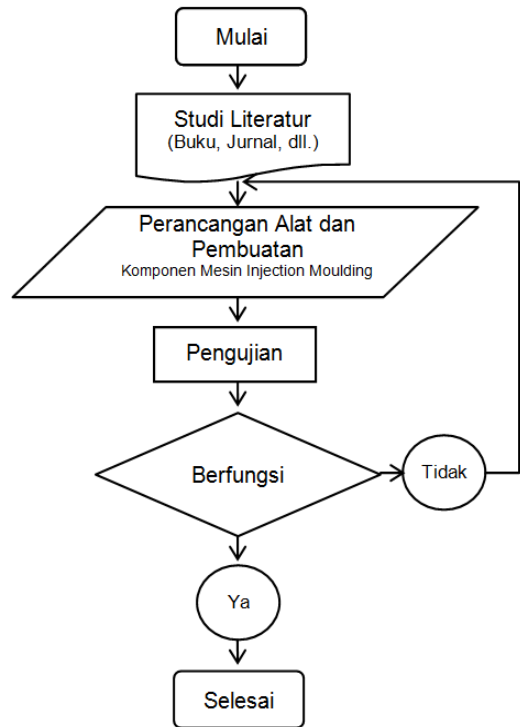 Mulai
Studi Literatur
(Buku, Jurnal, dll.)
Perancangan Alat dan
Pembuatan
Komponen Mesin Injection Moulding
Pengujian
Berfungsi
Tidak
Ya
Selesai